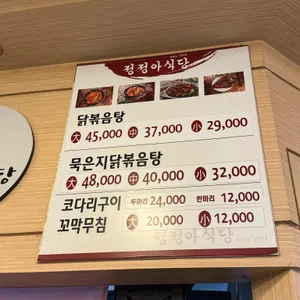 정정아식당
닭볶음탕
大 45,000 中 37,000 小 29,000
묵은지닭볶음탕
大 48,000 中 40,000 小 32,000
코다리구이 두마리 24,000 한마리 12,000
꼬막무침 大 20,000 小 12,000
정정아식당
탕